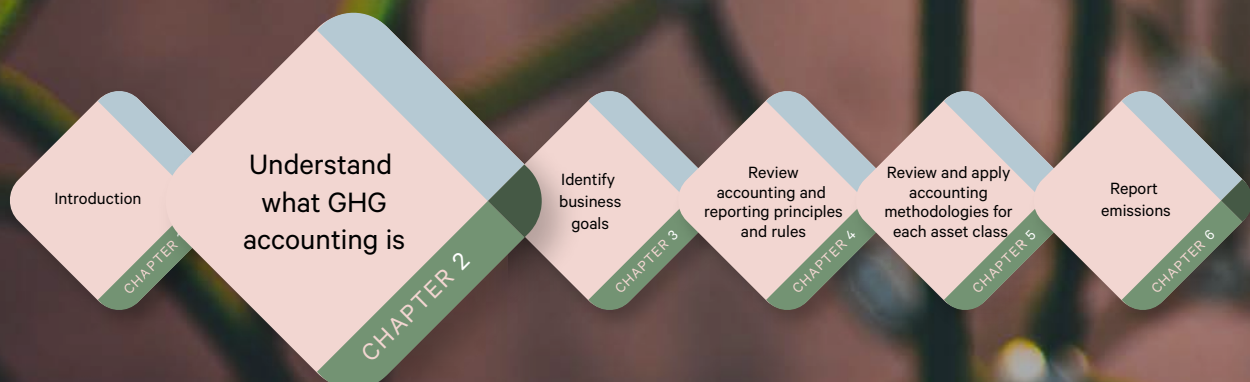 Introduction
CHAPTER 1
Understand
what GHG
accounting is
CHAPTER 2
Identify
business
goals
CHAPTER 3
Review
accounting and
reporting principles
and rules
CHAPTER 4
Review and apply
accounting
methodologies for
each asset class
CHAPTER 5
Report
emissions
CHAPTER 6